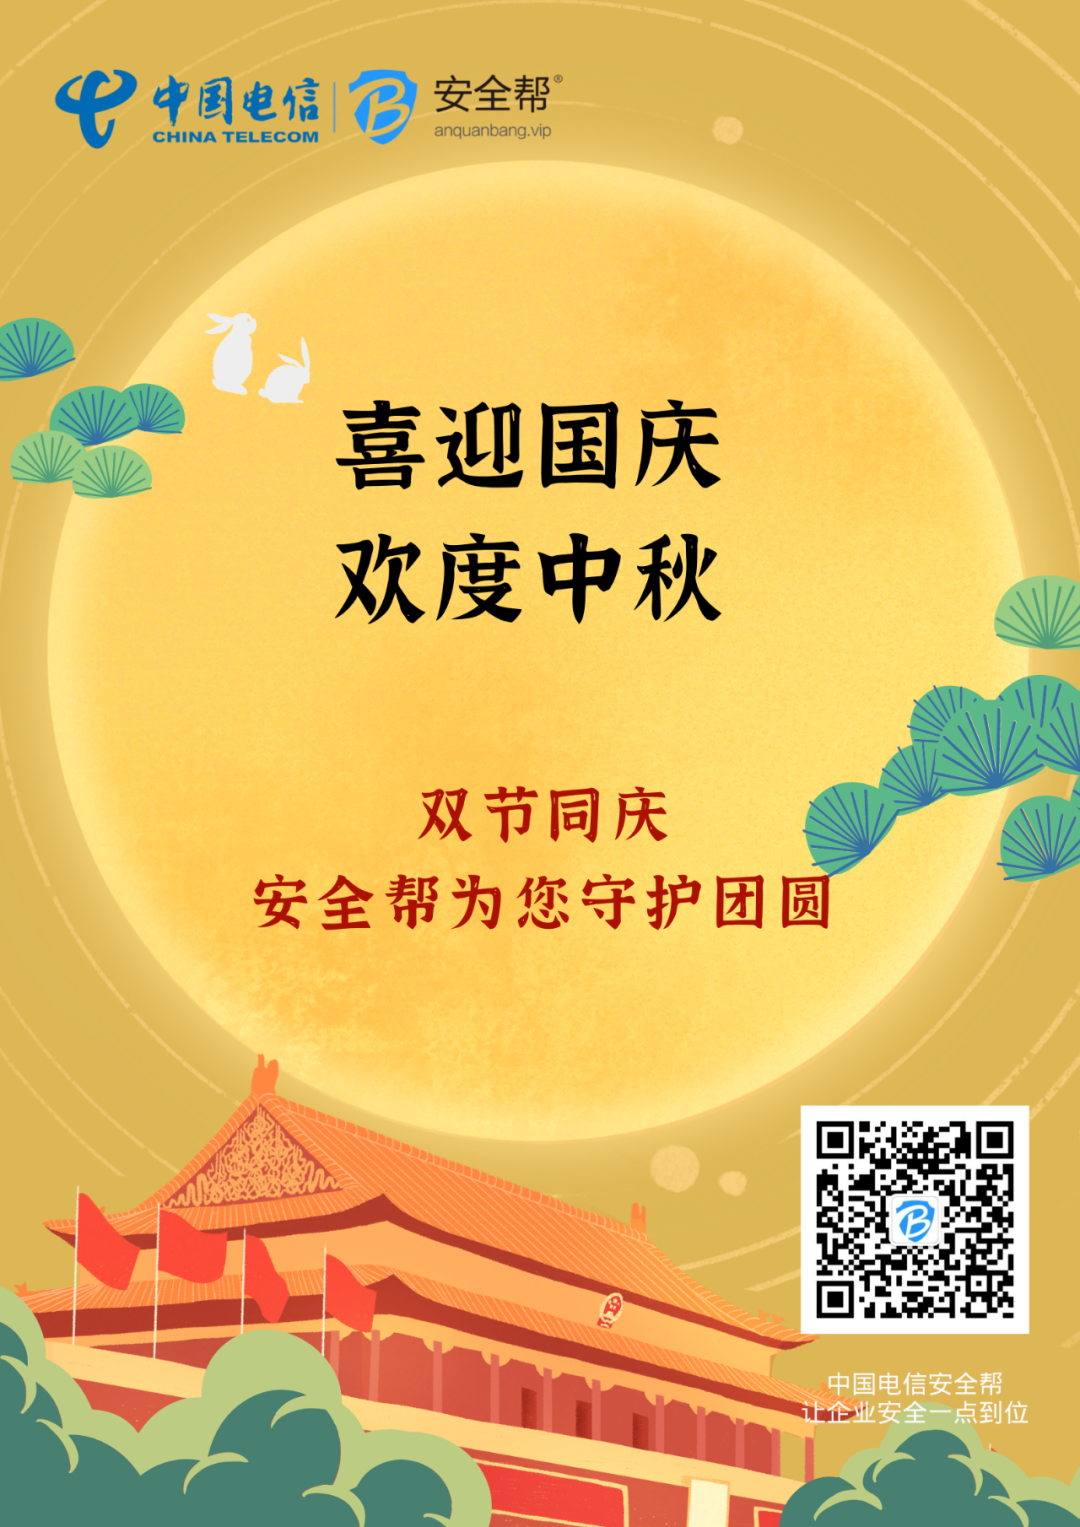 中国电信
CHINA TELECOM
安全帮®
anquanbang.vip
喜迎国庆
欢度中秋
双节同庆
安全帮为您守护团圆
中国电信安全帮
让企业安全一点到位